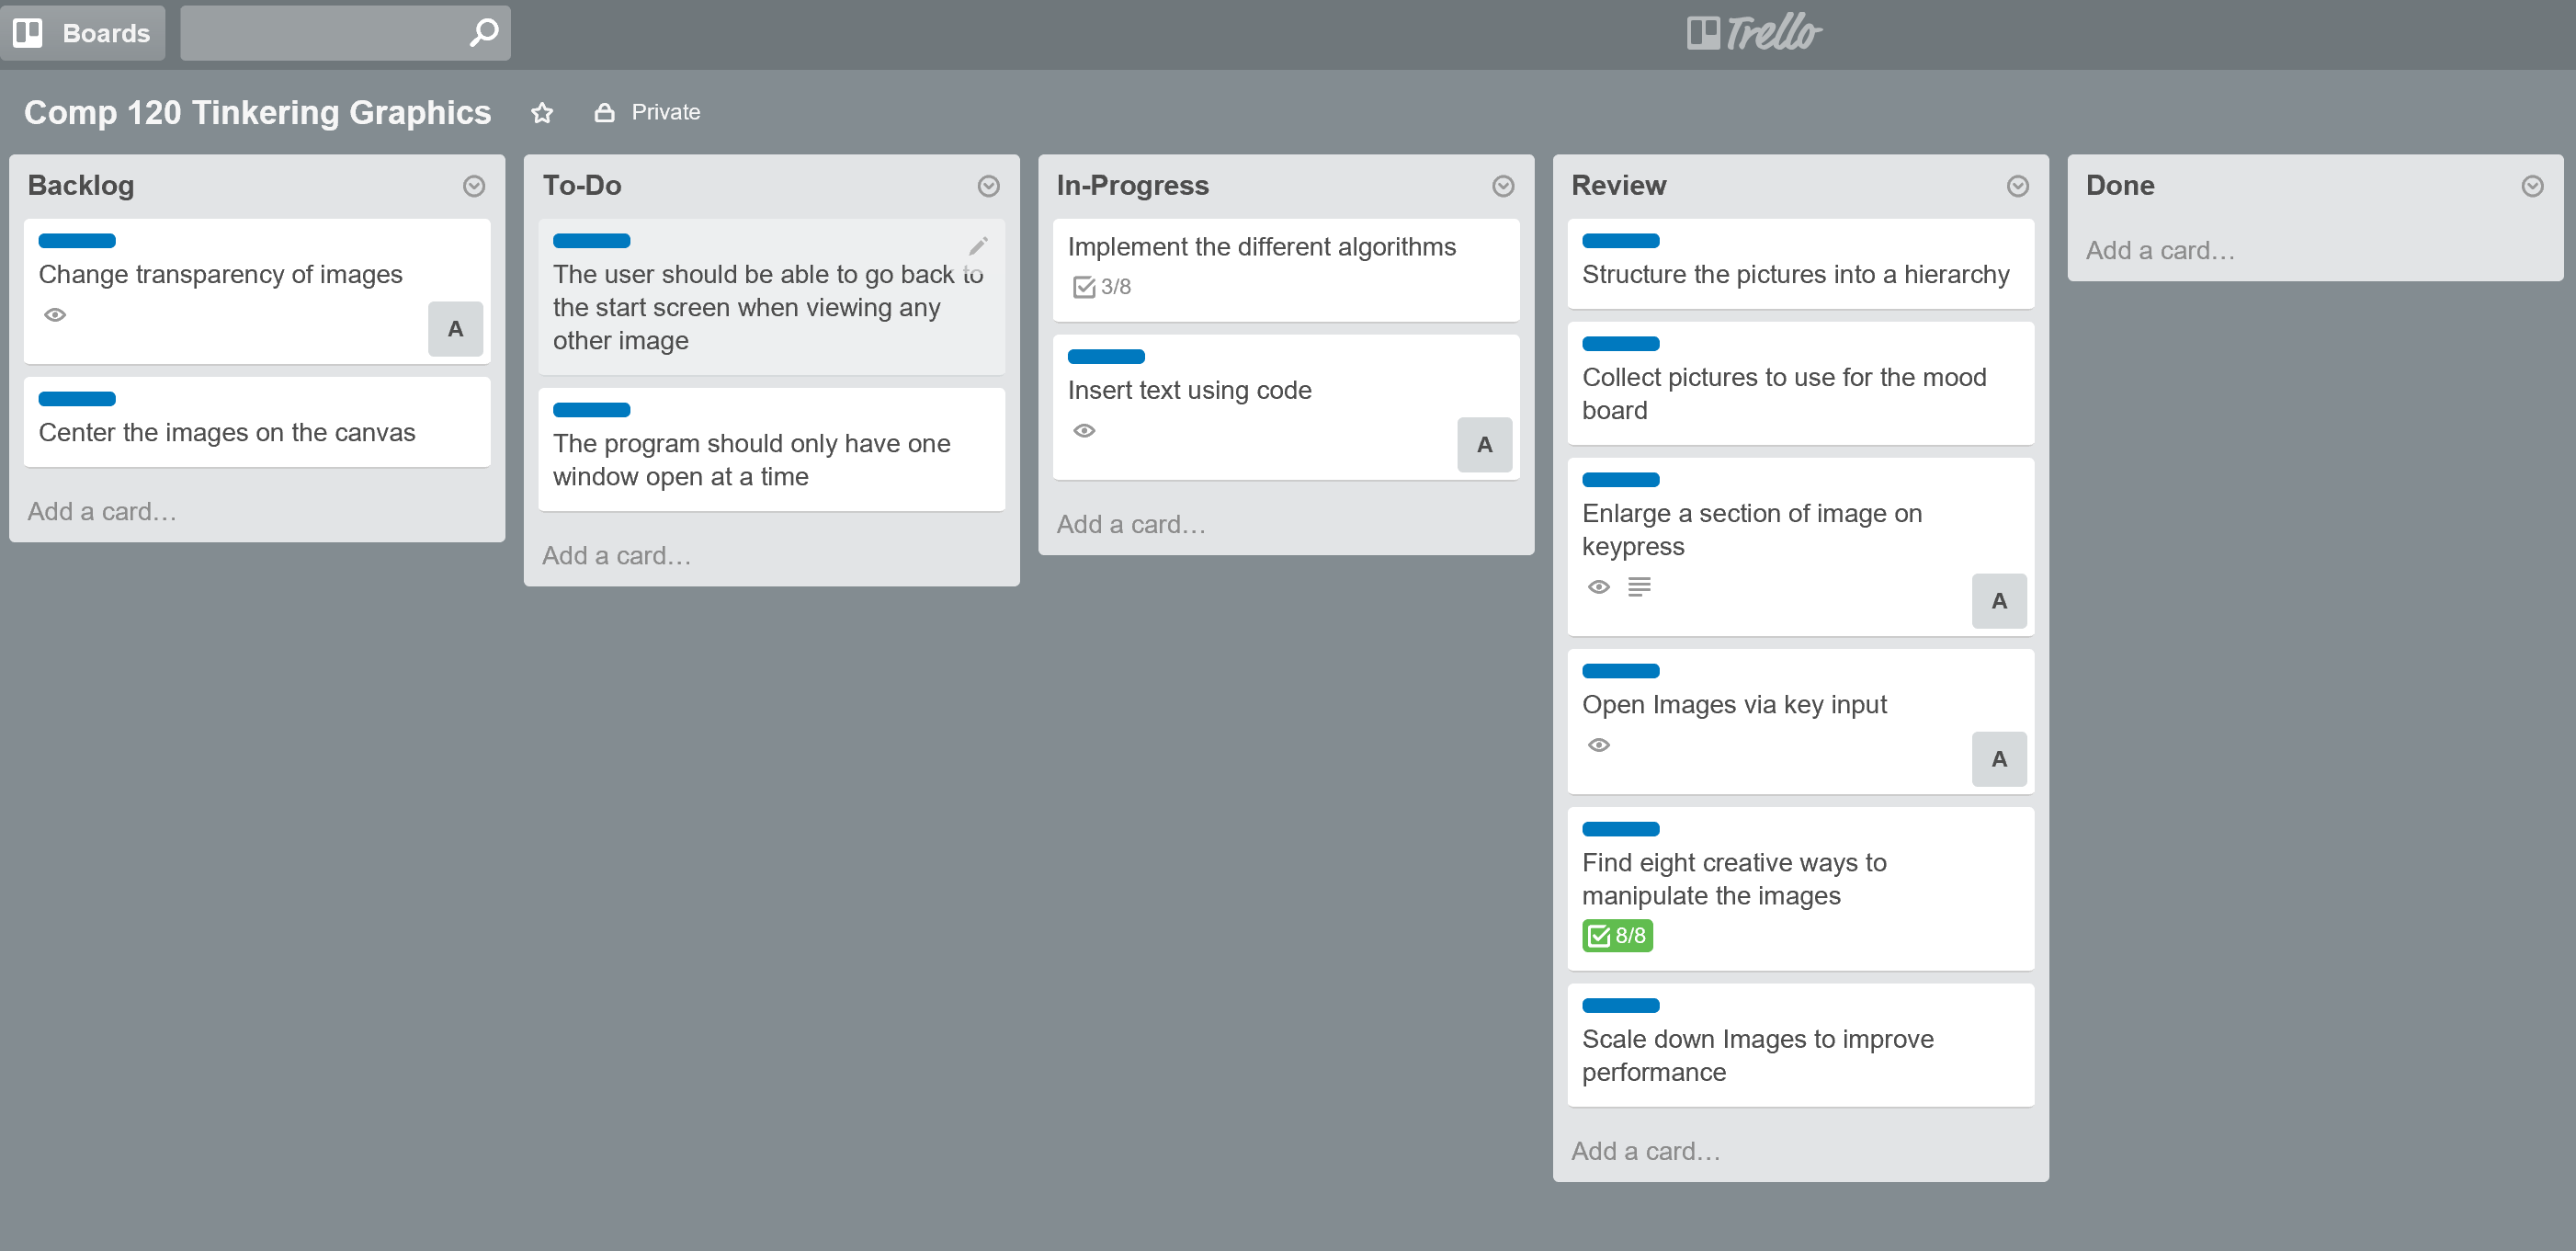 Boards
Trello
Comp 120 Tinkering Graphics
Private
Backlog
Change transparency of images
A
Center the images on the canvas
Add a card…
To-Do
The user should be able to go back to
the start screen when viewing any
other image
The program should only have one
window open at a time
Add a card…
In-Progress
Implement the different algorithms
3/8
Insert text using code
A
Add a card…
Review
Structure the pictures into a hierarchy
Collect pictures to use for the mood
board
Enlarge a section of image on
keypress
A
Open Images via key input
A
Find eight creative ways to
manipulate the images
8/8
Scale down Images to improve
performance
Add a card…
Done
Add a card…